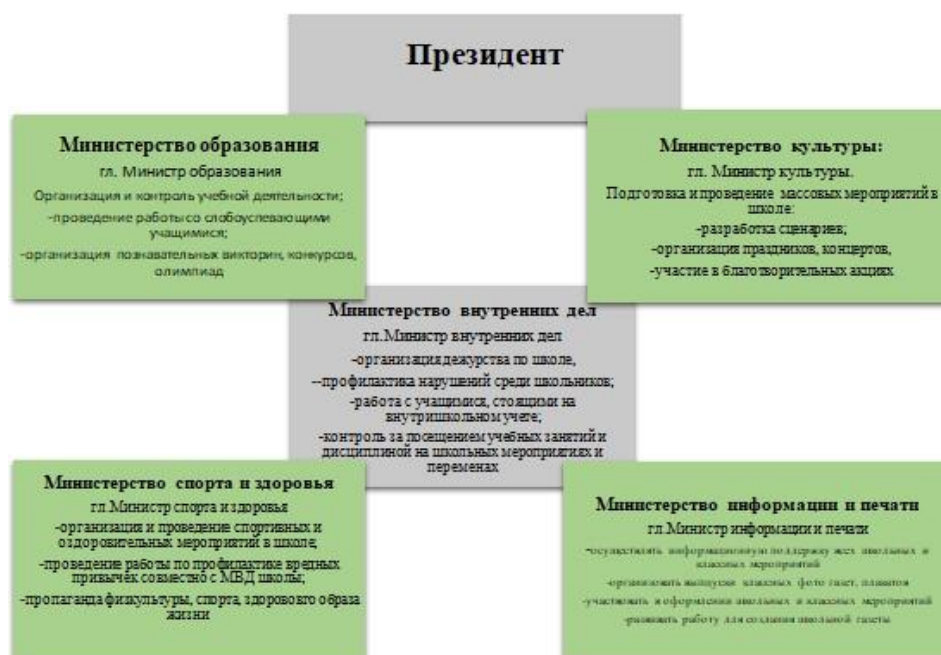 Президент
Министерство образования
гл. Министр образования
Организация и контроль учебной деятельности;
-проведение работы со слобоуспевающими
учащимися;
-организация познавательных викторин, конкурсов,
олимпиад
Министерство культуры:
гл. Министр культуры.
Подготовка и проведение массовых мероприятий в
школе:
-разработка сценариев;
-организация праздников, концертов,
-участие в благотворительных акциях
Министерство внутренних дел
гл.Министр внутренних дел
-организация дежурства по школе,
--профилактика нарушений среди школьников;
-работа с учащимися, стоящими на
внутришкольном учете;
-контроль за посещением учебных занятий и
дисциплиной на школьных мероприятиях и
переменах
Министерство спорта и здоровья
гл.Министр спорта и здоровья
-организация и проведение спортивных и
оздоровительных мероприятий в школе;
-проведение работы по профилактике вредных
привычек совместно с МВД школы;
-пропаганда физкультуры, спорта, здорового образа
жизни
Министерство информации и печати
гл.Министр информации и печати
-осуществлять информационную поддержку всех школьных и
классных мероприятий
-организовать выпуски классных фото газет, плакатов
-участвовать в оформлении школьных и классных мероприятий
-развивать работу для создания школьной газеты